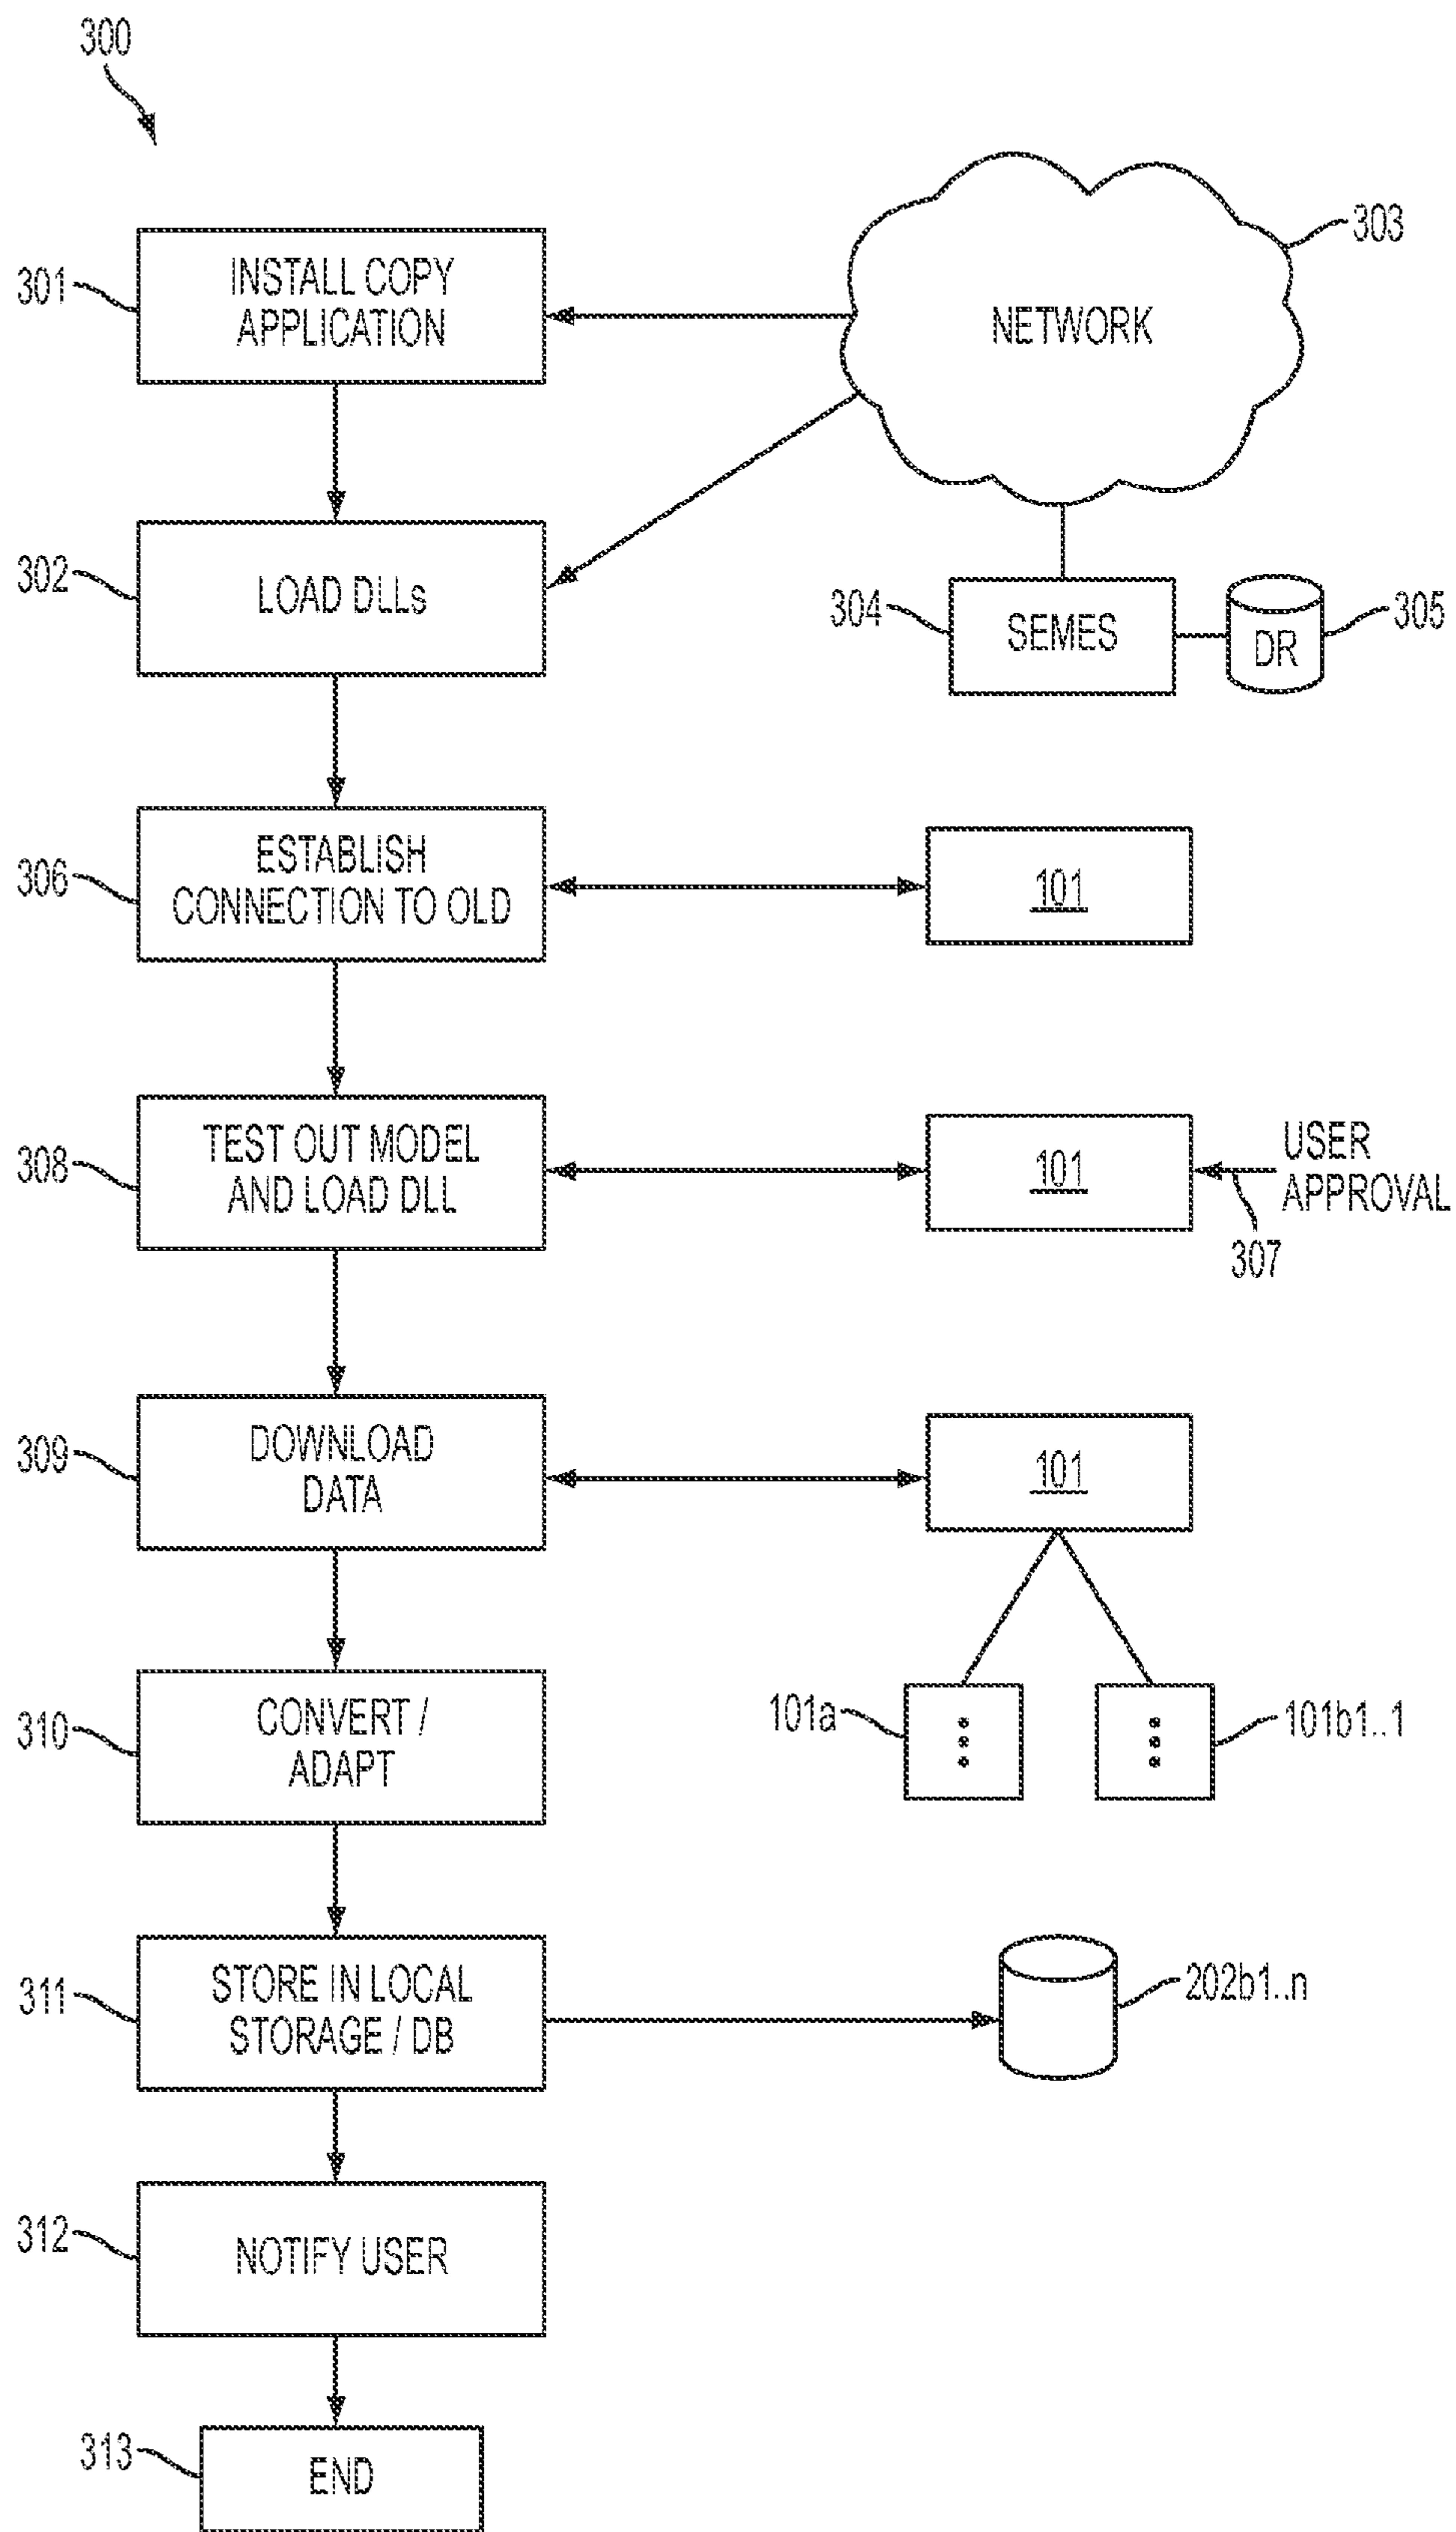 300
303
301
INSTALL COPY
APPLICATION
NETWORK
302
LOAD DLLs
304
SEMES
DR
305
306
ESTABLISH
CONNECTION TO OLD
101
308
TEST OUT MODEL
AND LOAD DLL
101
USER
APPROVAL
307
309
DOWNLOAD
DATA
101
310
CONVERT /
ADAPT
101a
101b1..1
311
STORE IN LOCAL
STORAGE / DB
202b1..n
312
NOTIFY USER
313
END